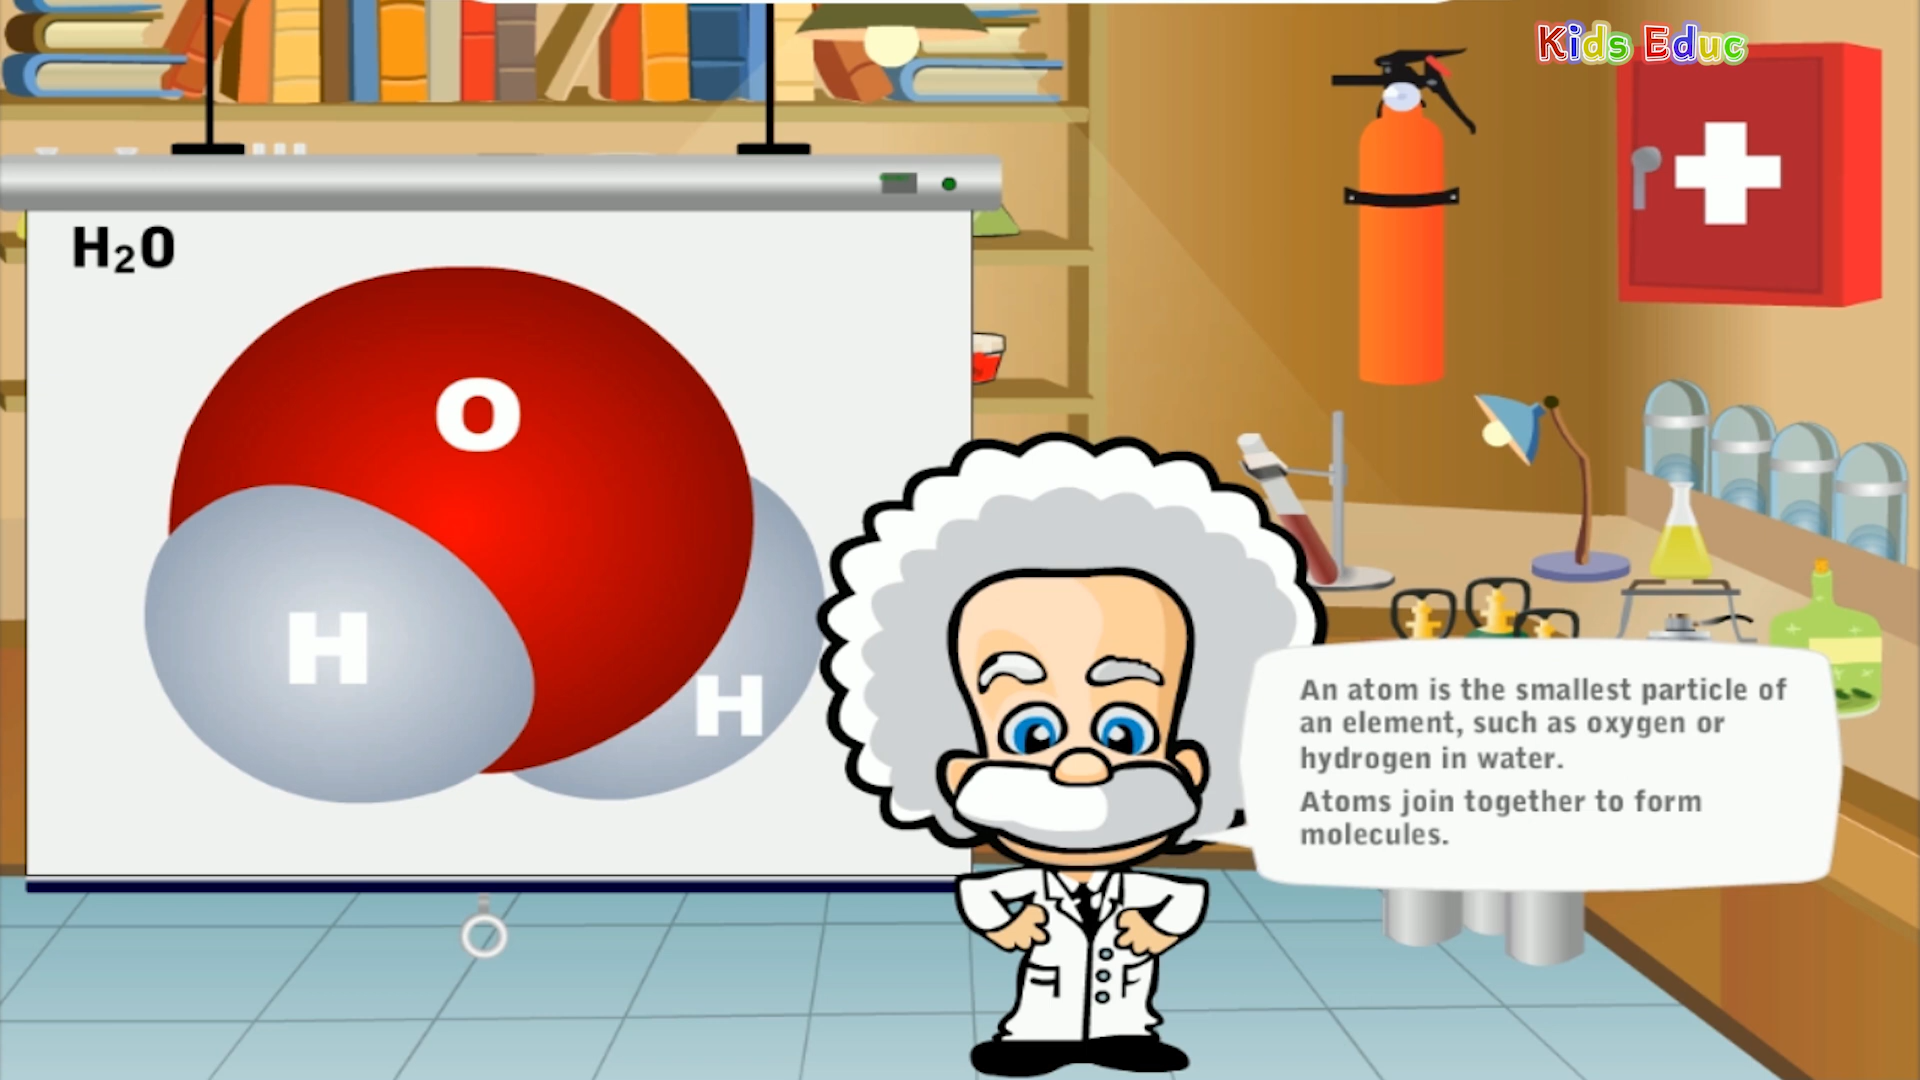 Kids Educ
H₂O
O
H
H
An atom is the smallest particle of
an element, such as oxygen or
hydrogen in water.
Atoms join together to form
molecules.